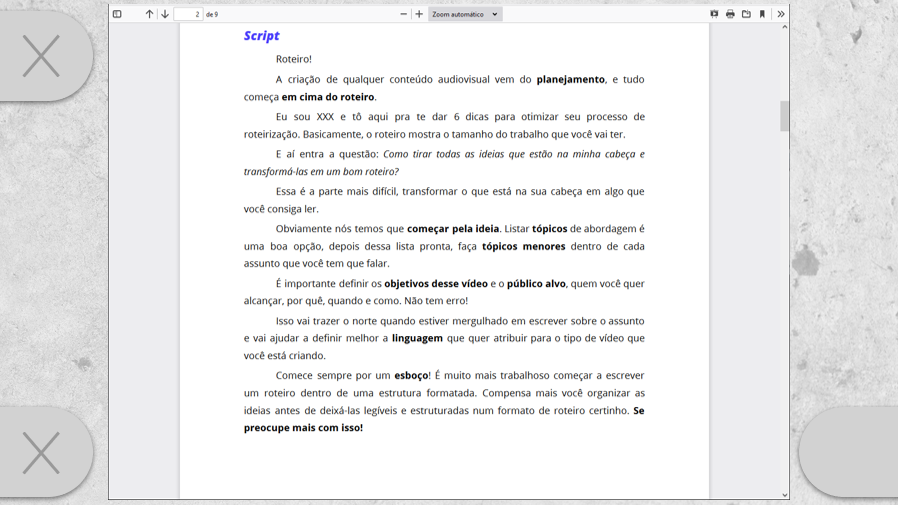 2 de 9
Zoom automático
Script
Roteiro!
A criação de qualquer conteúdo audiovisual vem do planejamento, e tudo
começa em cima do roteiro.
Eu sou XXX e tô aqui pra te dar 6 dicas para otimizar seu processo de
roteirização. Basicamente, o roteiro mostra o tamanho do trabalho que você vai ter.
E aí entra a questão: Como tirar todas as ideias que estão na minha cabeça e
transformá-las em um bom roteiro?
Essa é a parte mais difícil, transformar o que está na sua cabeça em algo que
você consiga ler.
Obviamente nós temos que começar pela ideia. Listar tópicos de abordagem é
uma boa opção, depois dessa lista pronta, faça tópicos menores dentro de cada
assunto que você tem que falar.
É importante definir os objetivos desse vídeo e o público alvo, quem você quer
alcançar, por quê, quando e como. Não tem erro!
Isso vai trazer o norte quando estiver mergulhado em escrever sobre o assunto
e vai ajudar a definir melhor a linguagem que quer atribuir para o tipo de vídeo que
você está criando.
Comece sempre por um esboço! É muito mais trabalhoso começar a escrever
um roteiro dentro de uma estrutura formatada. Compensa mais você organizar as
ideias antes de deixá-las legíveis e estruturadas num formato de roteiro certinho. Se
preocupe mais com isso!